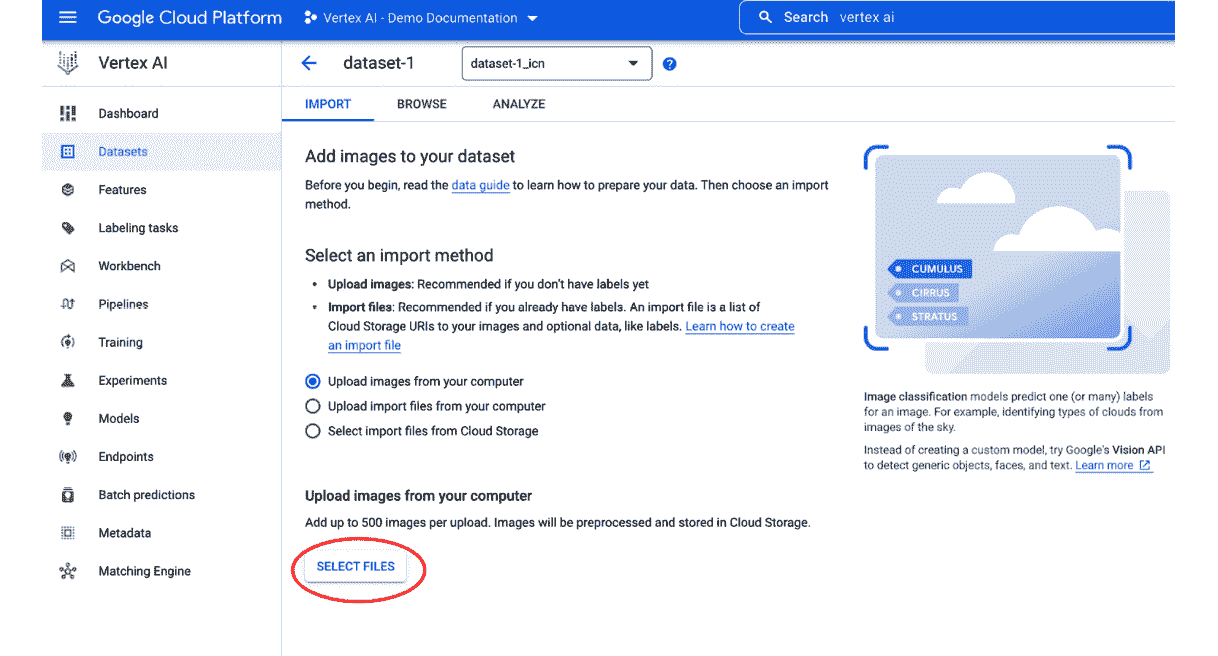 Google Cloud Platform
Vertex AI - Demo Documentation
Search vertex ai
Vertex AI
dataset-1
dataset-1_icn
?
IMPORT BROWSE ANALYZE
Dashboard
Datasets
Features
Labeling tasks
Workbench
Pipelines
Training
Experiments
Models
Endpoints
Batch predictions
Metadata
Matching Engine
Add images to your dataset
Before you begin, read the data guide to learn how to prepare your data. Then choose an import
method.
Select an import method
• Upload images: Recommended if you don't have labels yet
• Import files: Recommended if you already have labels. An import file is a list of
Cloud Storage URIs to your images and optional data, like labels. Learn how to create
an import file
Upload images from your computer
Upload import files from your computer
Select import files from Cloud Storage
Upload images from your computer
Add up to 500 images per upload. Images will be preprocessed and stored in Cloud Storage.
SELECT FILES
CUMULUS
CIRRUS
STRATUS
Image classification models predict one (or many) labels
for an image. For example, identifying types of clouds from
images of the sky.
Instead of creating a custom model, try Google's Vision API
to detect generic objects, faces, and text. Learn more